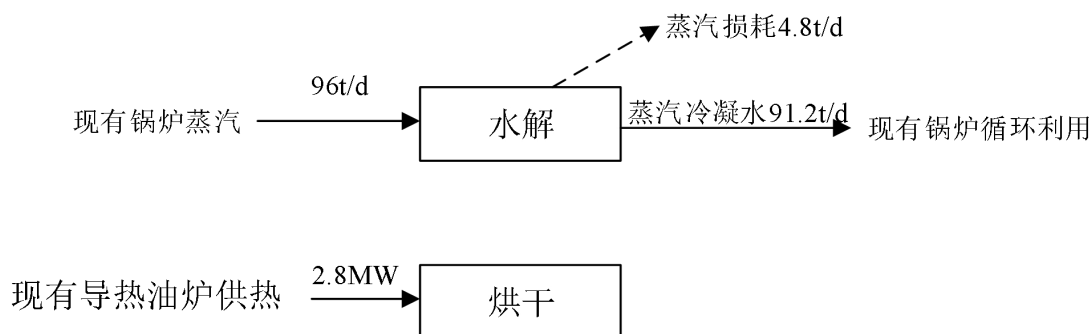 蒸汽损耗4.8t/d
96t/d
现有锅炉蒸汽
水解
蒸汽冷凝水91.2t/d
现有锅炉循环利用
2.8MW
现有导热油炉供热
烘干